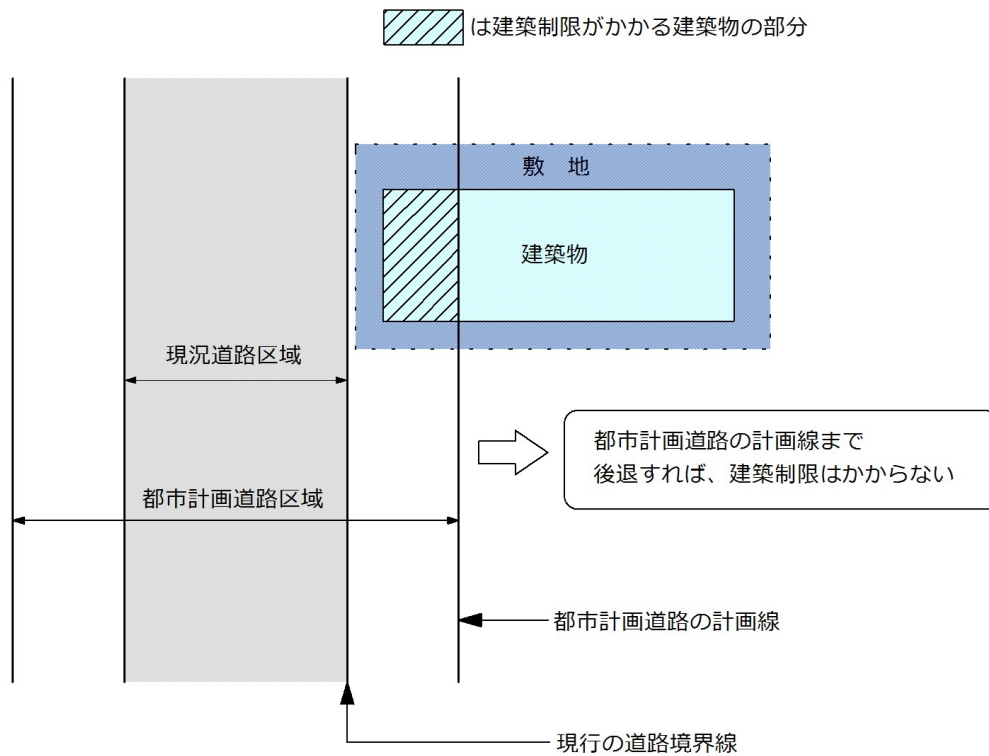 は建築制限がかかる建築物の部分
敷　地
建築物
現況道路区域
都市計画道路の計画線まで
後退すれば、建築制限はかからない
都市計画道路区域
都市計画道路の計画線
現行の道路境界線